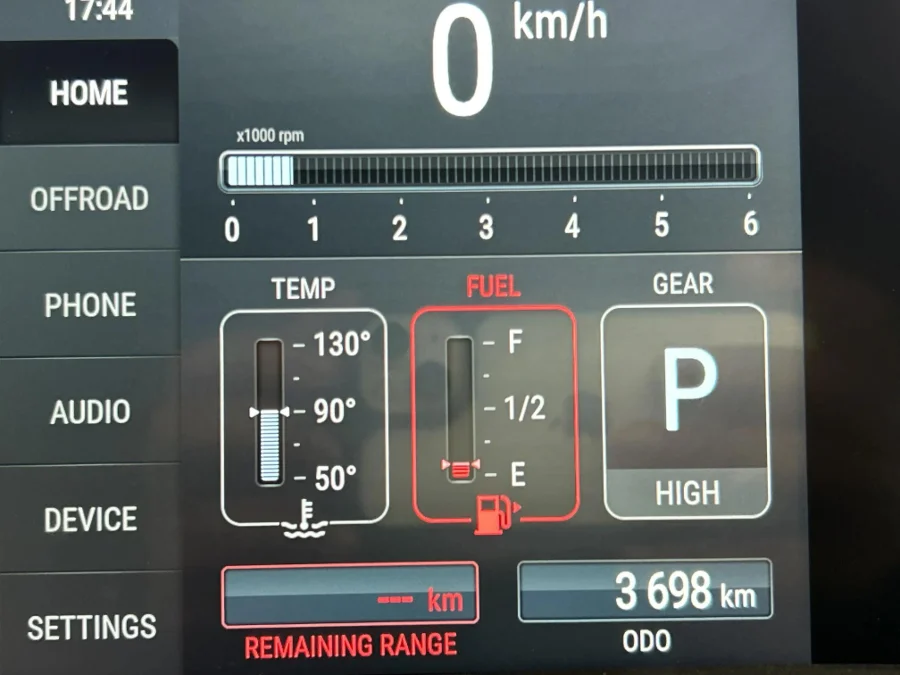 17:44
0 km/h
HOME
x1000 rpm
OFFROAD
0 1 2 3 4 5 6
TEMP
FUEL
GEAR
PHONE
130°
90°
50°
F
1/2
E
P
HIGH
AUDIO
DEVICE
SETTINGS
--- km
REMAINING RANGE
3 698 km
ODO